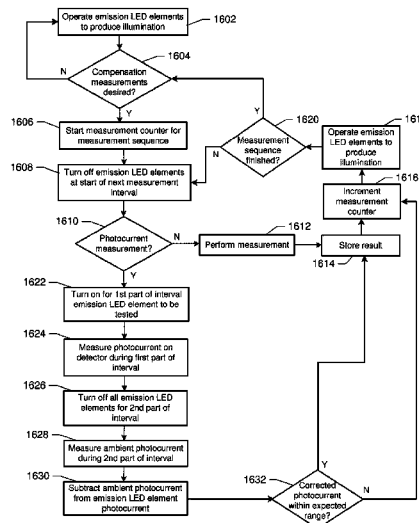 Operate emission LED elements
to produce illumination
1602
N
Compensation
measurements
desired?
1604
Y
1606
Start measurement counter for
measurement sequence
1608
Turn off emission LED elements
at start of next measurement
interval
1610
Photocurrent
measurement?
N
Y
1612
Perform measurement
Y
1620
Measurement
sequence
finished?
N
161
Operate emission
LED elements to
produce
illumination
1616
Increment
measurement
counter
Store result
1614
1622
Turn on for 1st part of interval
emission LED element to be
tested
1624
Measure photocurrent on
detector during first part of
interval
1626
Turn off all emission LED
elements for 2nd part of
interval
1628
Measure ambient photocurrent
during 2nd part of interval
1630
Subtract ambient photocurrent
from emission LED element
photocurrent
1632
Corrected
photocurrent
within expected
range?
Y
N